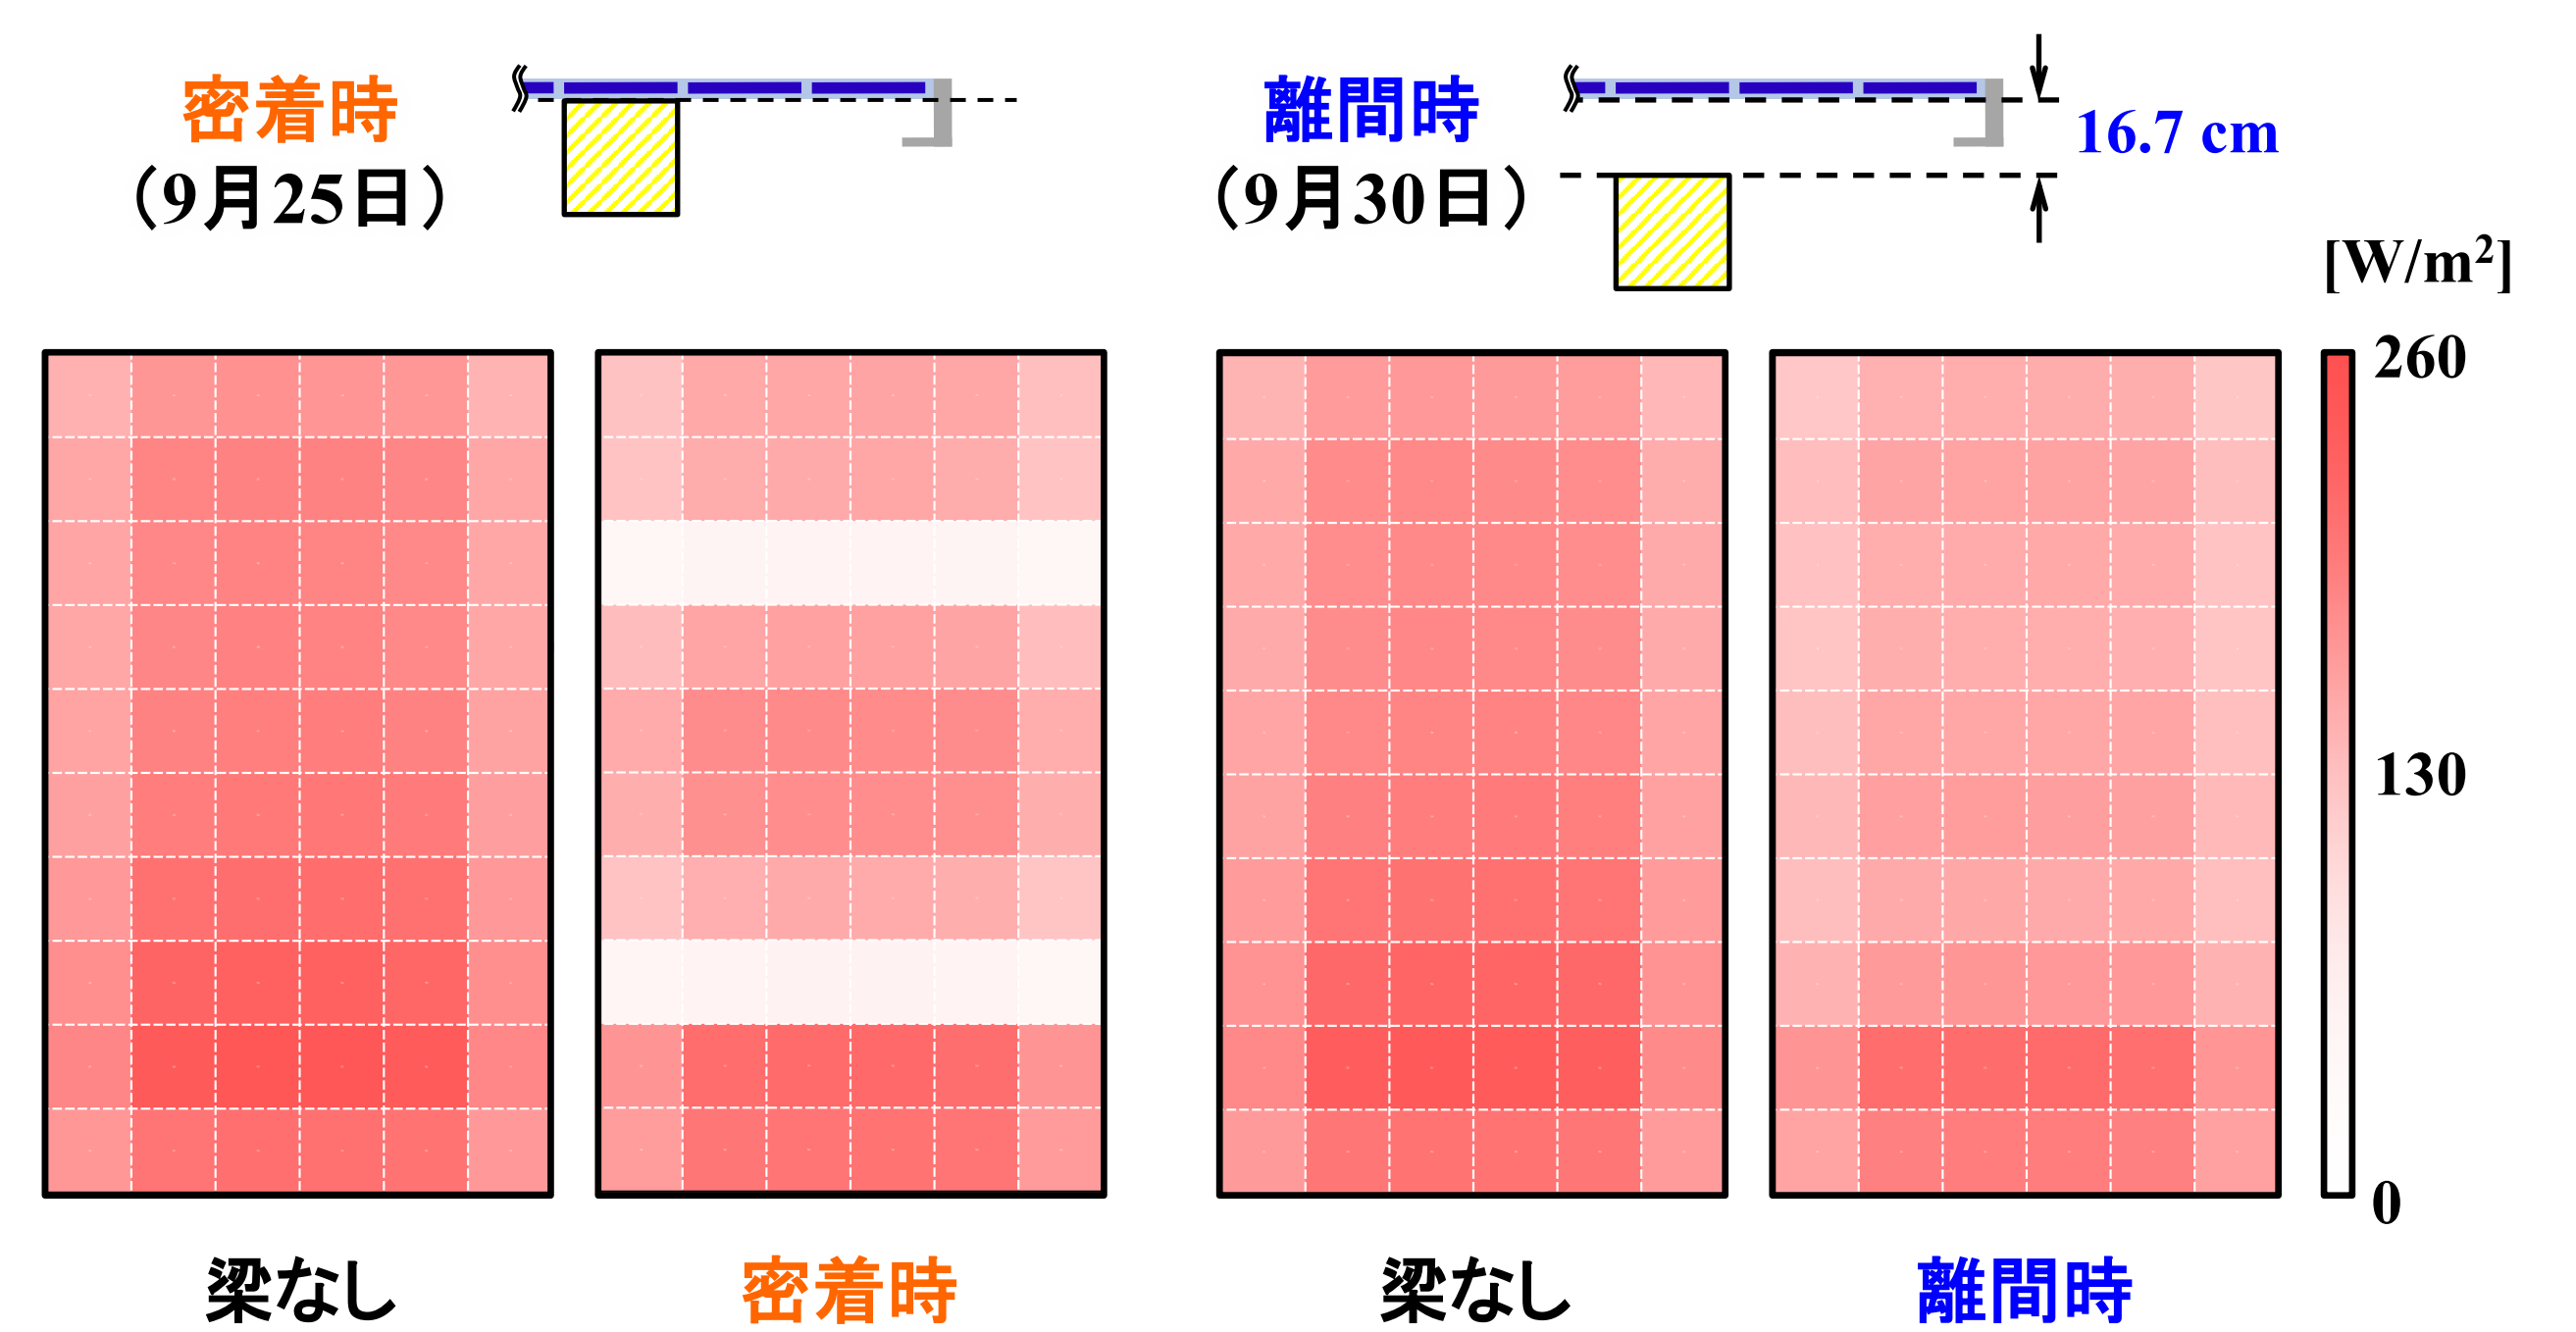 密着時
（9月25日）
離間時
（9月30日）
16.7 cm
[W/m²]
260
130
0
梁なし
密着時
梁なし
離間時